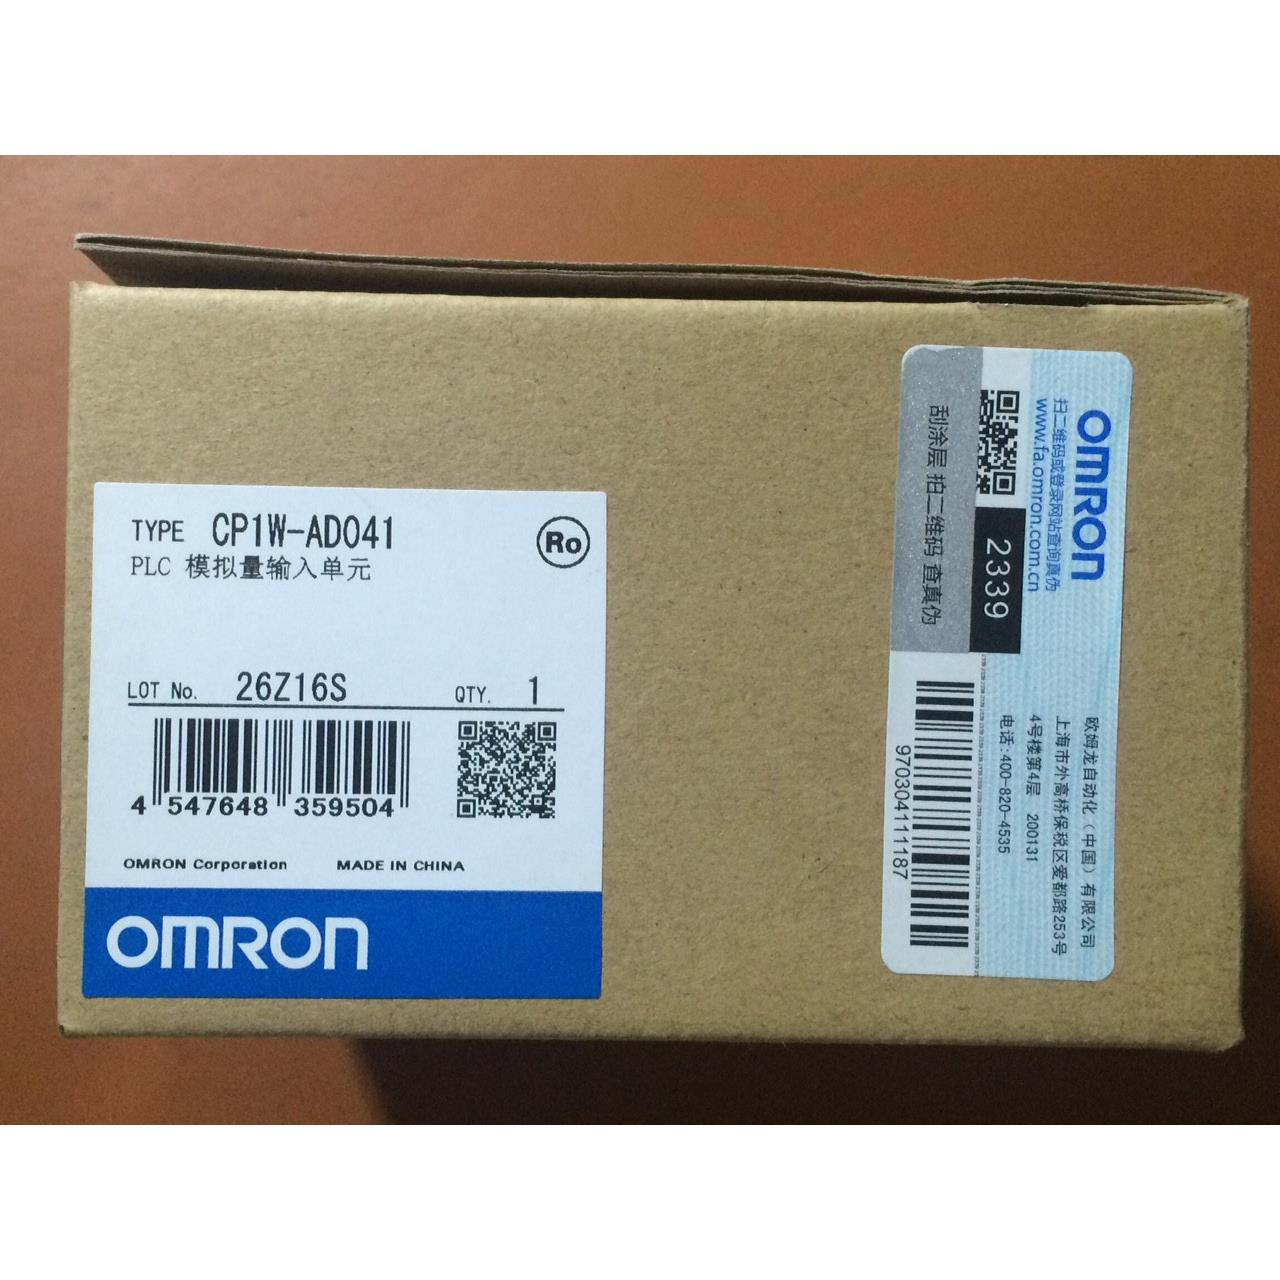 TYPE CP1W-AD041
Ro
PLC 模拟量输入单元
LOT No. 26Z16S QTY. 1
4 547648 359504
OMRON Corporation MADE IN CHINA
OMRON
OMRON
扫二维码或登录网站查询真伪
www.fa.omron.com.cn
2339
刮涂层 拍二维码 查真伪
欧姆龙自动化（中国）有限公司
上海市外高桥保税区爱都路253号
4号楼第4层 200131
电话:400-820-4535
97030411187